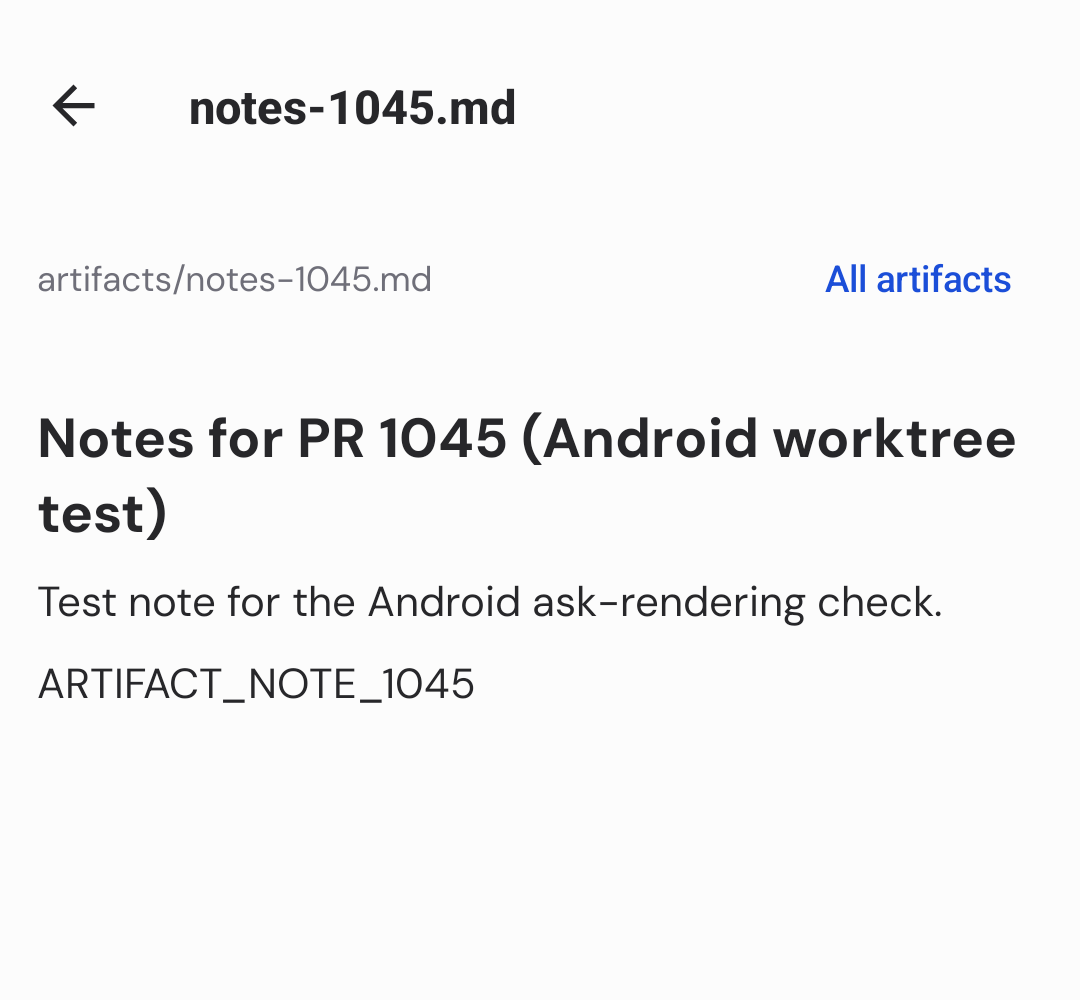 notes-1045.md
artifacts/notes-1045.md
All artifacts
Notes for PR 1045 (Android worktree
test)
Test note for the Android ask-rendering check.
ARTIFACT_NOTE_1045